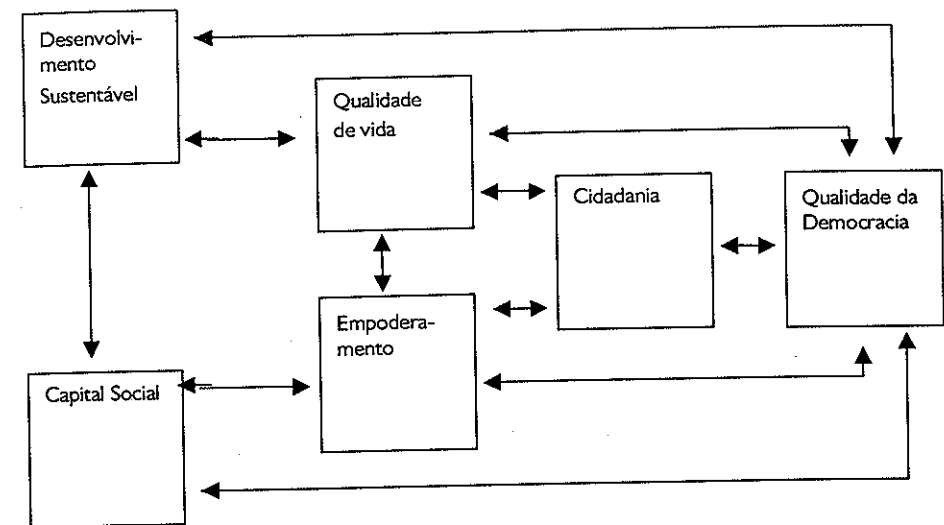 Desenvolvi-
mento
Sustentável
Qualidade
de vida
Cidadania
Qualidade da
Democracia
Empodera-
mento
Capital Social